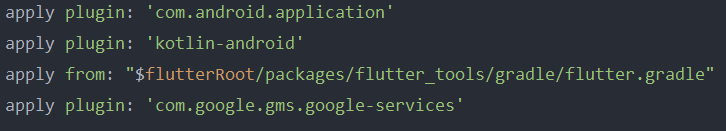 apply plugin: 'com.android.application'
apply plugin: 'kotlin-android'
apply from: "$flutterRoot/packages/flutter_tools/gradle/flutter.gradle"
apply plugin: 'com.google.gms.google-services'